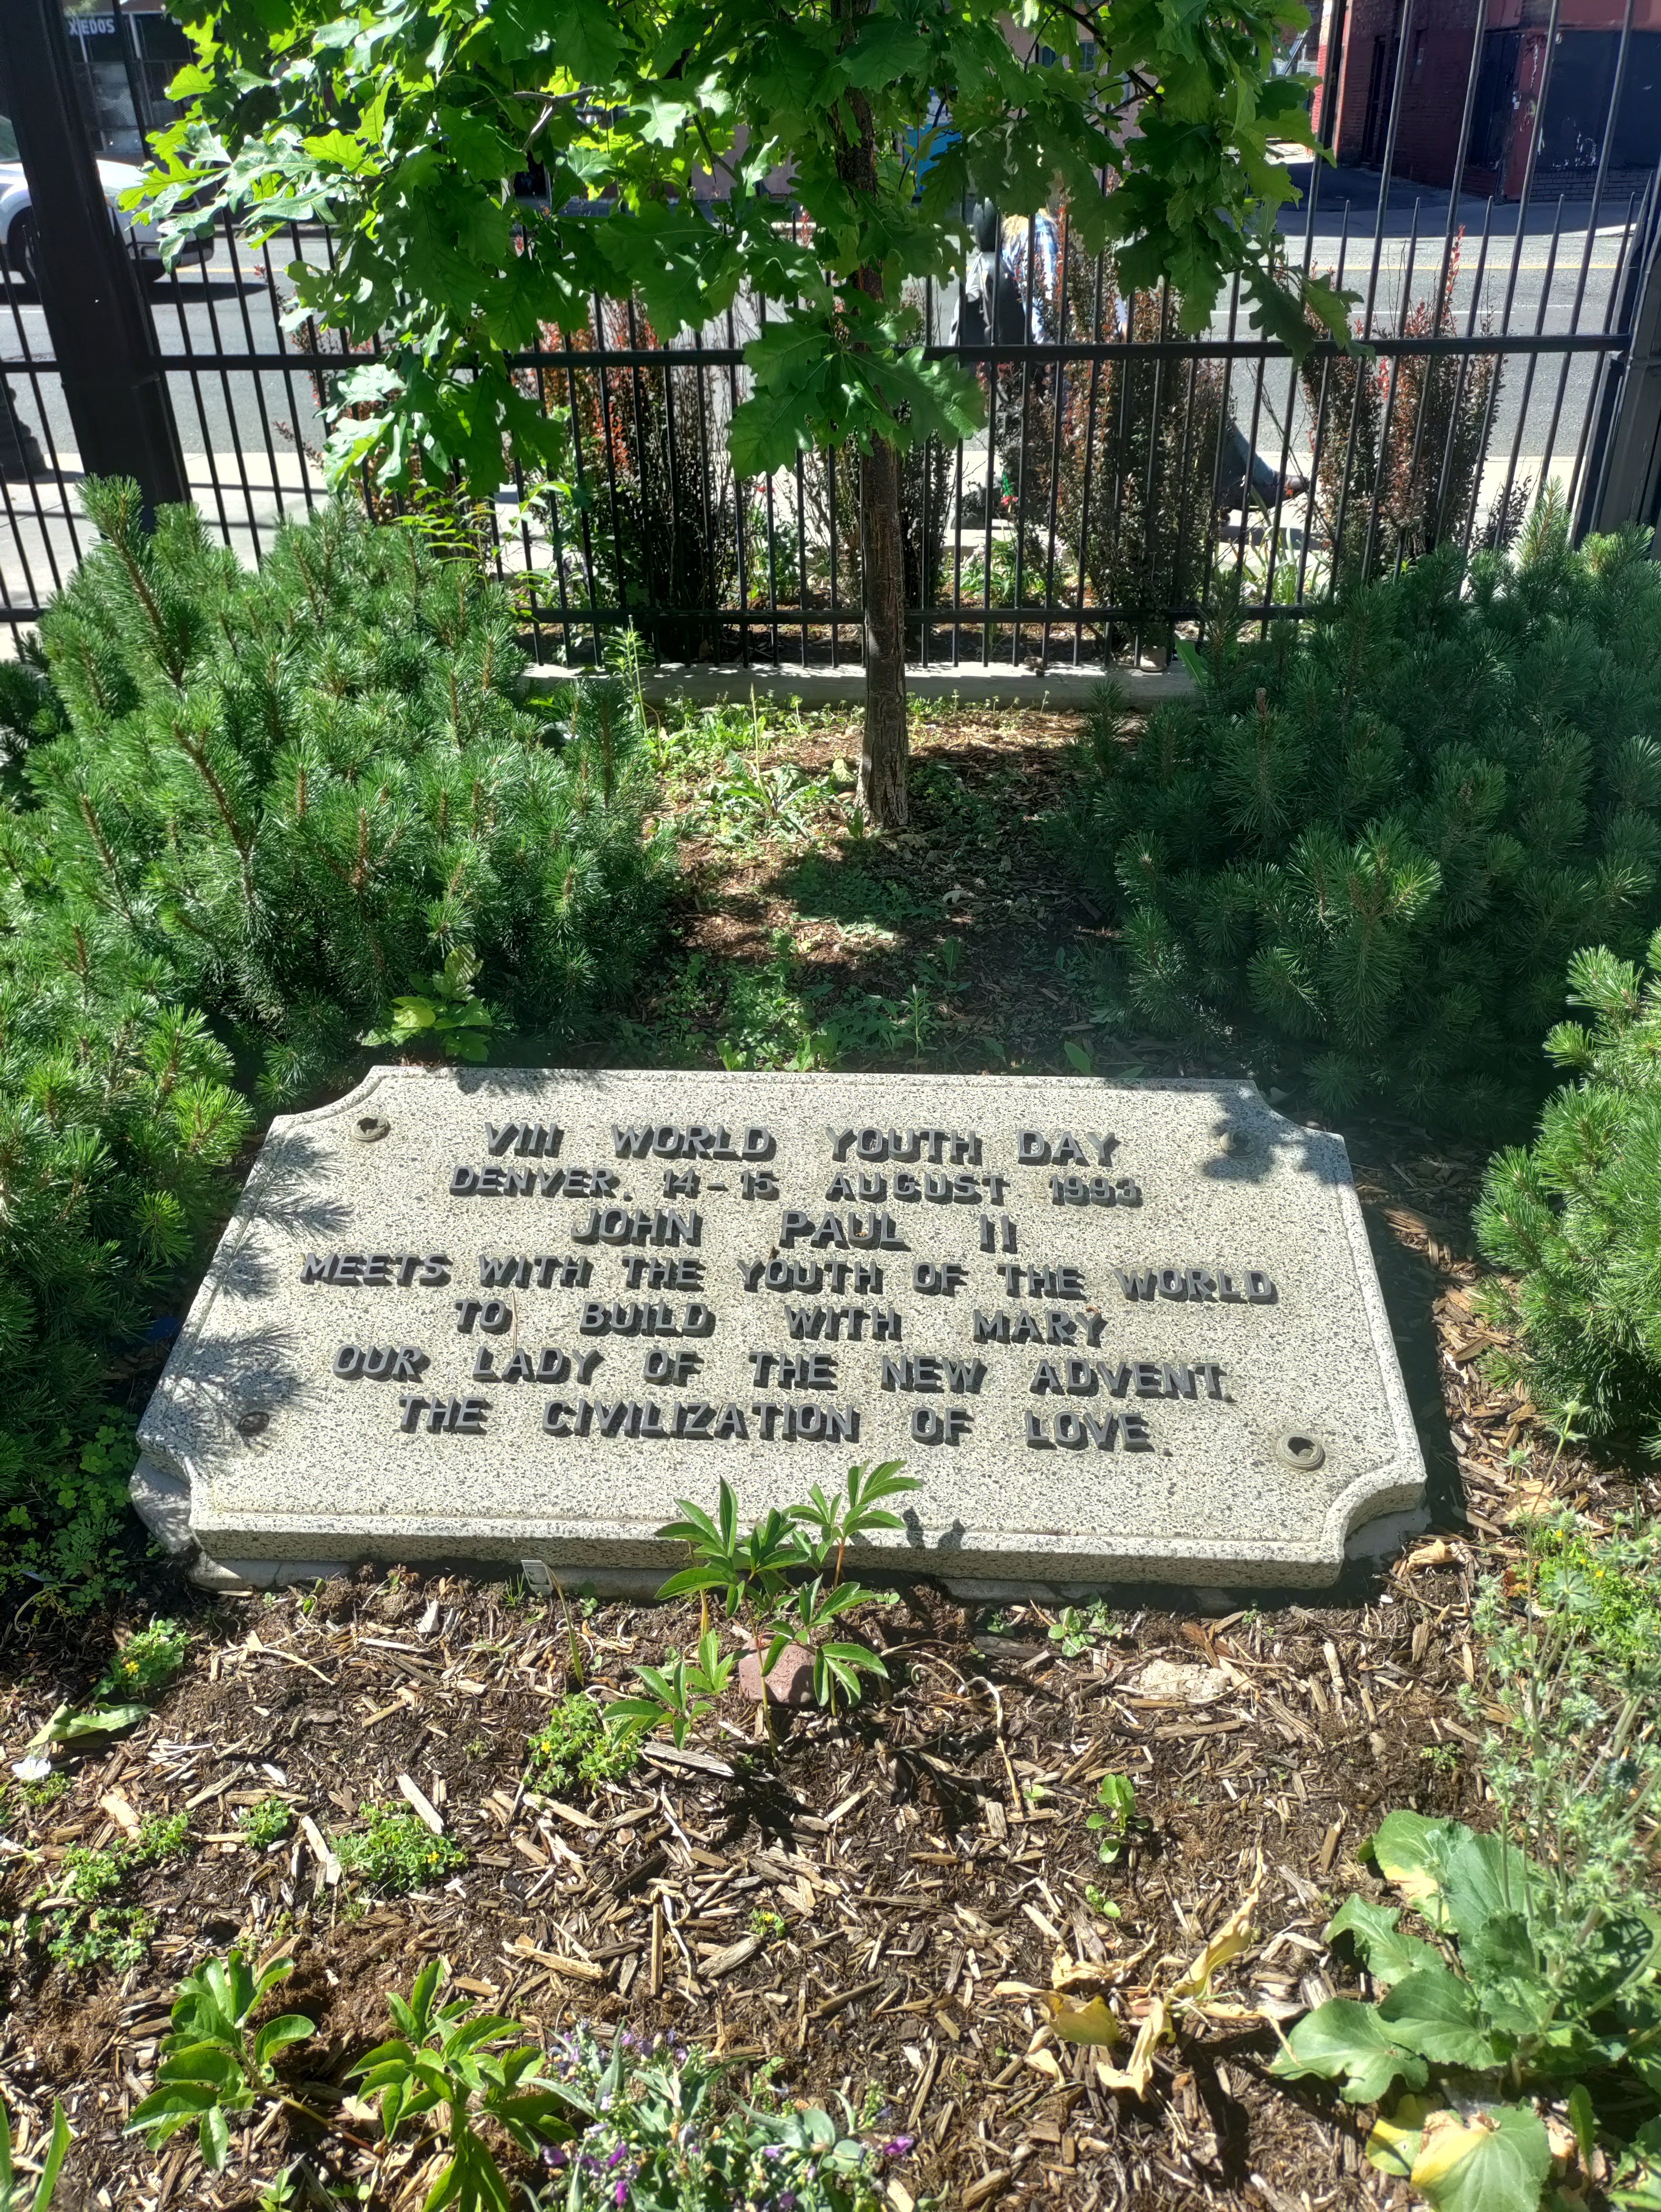 VIII WORLD YOUTH DAY
DENVER, 14-15 AUGUST 1993
JOHN PAUL II
MEETS WITH THE YOUTH OF THE WORLD
TO BUILD WITH MARY
OUR LADY OF THE NEW ADVENT,
THE CIVILIZATION OF LOVE.